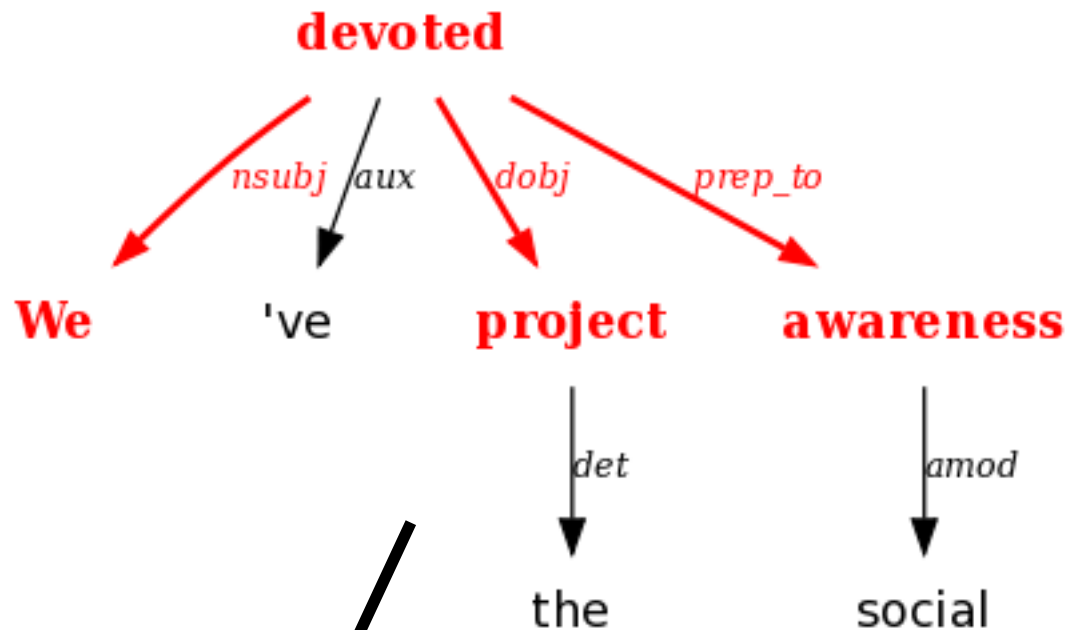 devoted
nsubj aux dobj prep_to
We 've project awareness
det amod
the social